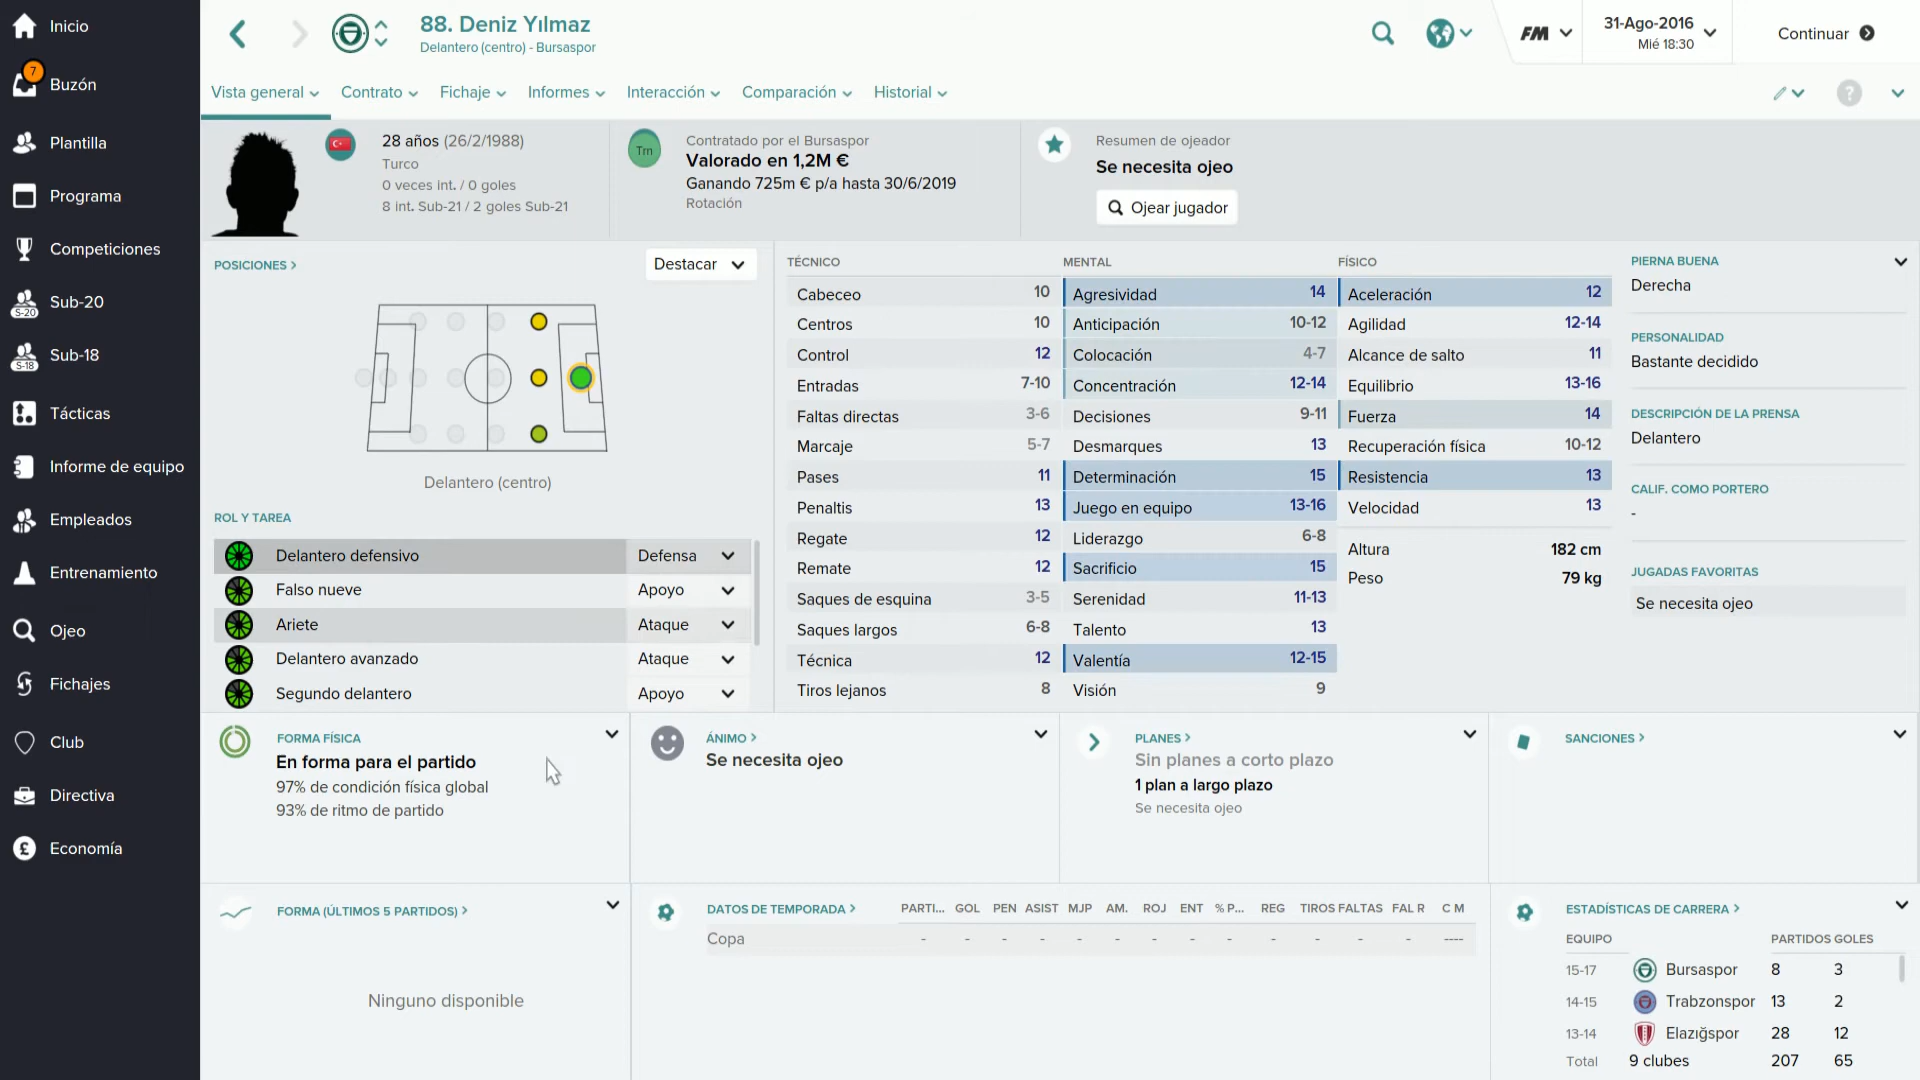 Inicio
7
Buzón
Plantilla
Programa
Competiciones
S-20
Sub-20
S-18
Sub-18
Tácticas
Informe de equipo
Empleados
Entrenamiento
Ojeo
Fichajes
Club
Directiva
Economía
88. Deniz Yılmaz
Delantero (centro) - Bursaspor
FM
31-Ago-2016
Mié 18:30
Continuar
Vista general
Contrato
Fichaje
Informes
Interacción
Comparación
Historial
?
28 años (26/2/1988)
Turco
0 veces int. / 0 goles
8 int. Sub-21 / 2 goles Sub-21
Trn
Contratado por el Bursaspor
Valorado en 1,2M €
Ganando 725m € p/a hasta 30/6/2019
Rotación
Resumen de ojeador
Se necesita ojeo
Ojear jugador
POSICIONES >
Destacar
Delantero (centro)
ROL Y TAREA
Delantero defensivo Defensa
Falso nueve Apoyo
Ariete Ataque
Delantero avanzado Ataque
Segundo delantero Apoyo
TÉCNICO
Cabeceo 10
Centros 10
Control 12
Entradas 7-10
Faltas directas 3-6
Marcaje 5-7
Pases 11
Penaltis 13
Regate 12
Remate 12
Saques de esquina 3-5
Saques largos 6-8
Técnica 12
Tiros lejanos 8
MENTAL
Agresividad 14
Anticipación 10-12
Colocación 4-7
Concentración 12-14
Decisiones 9-11
Desmarques 13
Determinación 15
Juego en equipo 13-16
Liderazgo 6-8
Sacrificio 15
Serenidad 11-13
Talento 13
Valentía 12-15
Visión 9
FÍSICO
Aceleración 12
Agilidad 12-14
Alcance de salto 11
Equilibrio 13-16
Fuerza 14
Recuperación física 10-12
Resistencia 13
Velocidad 13
Altura 182 cm
Peso 79 kg
PIERNA BUENA
Derecha
PERSONALIDAD
Bastante decidido
DESCRIPCIÓN DE LA PRENSA
Delantero
CALIF. COMO PORTERO
-
JUGADAS FAVORITAS
Se necesita ojeo
FORMA FÍSICA
En forma para el partido
97% de condición física global
93% de ritmo de partido
ÁNIMO >
Se necesita ojeo
PLANES >
Sin planes a corto plazo
1 plan a largo plazo
Se necesita ojeo
SANCIONES >
FORMA (ÚLTIMOS 5 PARTIDOS) >
Ninguno disponible
DATOS DE TEMPORADA > PARTI... GOL PEN ASIST MJP AM. ROJ ENT % P... REG TIROS FALTAS FAL R C M
Copa - - - - - - - - - - - - - ----
ESTADÍSTICAS DE CARRERA >
EQUIPO PARTIDOS GOLES
15-17 Bursaspor 8 3
14-15 Trabzonspor 13 2
13-14 Elazığspor 28 12
Total 9 clubes 207 65